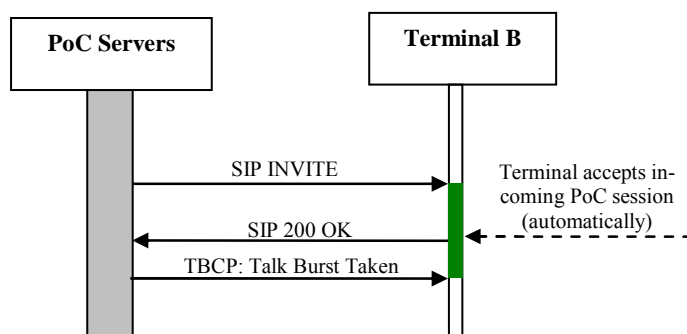 PoC Servers
Terminal B
SIP INVITE
Terminal accepts in-
coming PoC session
(automatically)
SIP 200 OK
TBCP: Talk Burst Taken